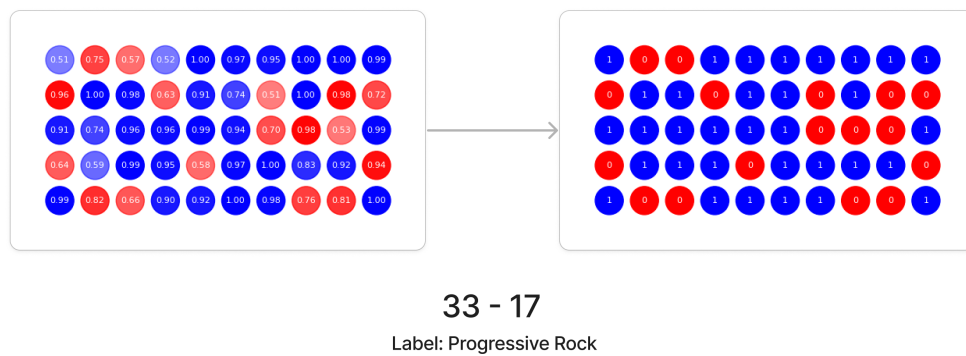 0.51 0.75 0.57 0.52 1.00 0.97 0.95 1.00 1.00 0.99
0.96 1.00 0.98 0.63 0.91 0.74 0.51 1.00 0.98 0.72
0.91 0.74 0.96 0.96 0.99 0.94 0.70 0.98 0.53 0.99
0.64 0.59 0.99 0.95 0.58 0.97 1.00 0.83 0.92 0.94
0.99 0.82 0.66 0.90 0.92 1.00 0.98 0.76 0.81 1.00
1 0 0 1 1 1 1 1 1 1
0 1 1 0 1 1 0 1 0 0
1 1 1 1 1 1 0 0 0 1
0 1 1 1 0 1 1 1 1 0
1 0 0 1 1 1 1 0 0 1
33 - 17
Label: Progressive Rock